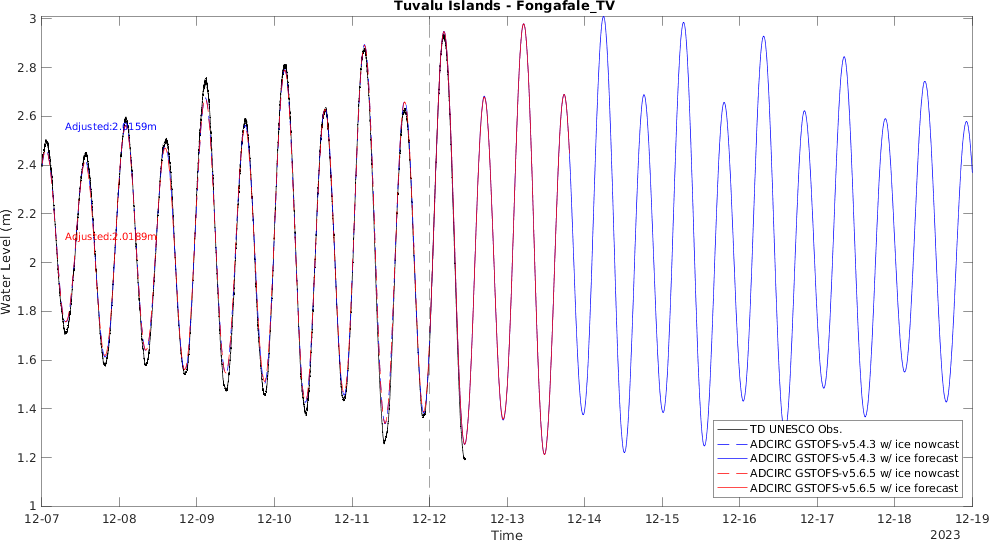 Tuvalu Islands - Fongafale_TV
3
2.8
2.6
2.4
2.2
2
1.8
1.6
1.4
1.2
1
Water Level (m)
Adjusted:2.0159m
Adjusted:2.0189m
TD UNESCO Obs.
ADCIRC GSTOFS-v5.4.3 w/ ice nowcast
ADCIRC GSTOFS-v5.4.3 w/ ice forecast
ADCIRC GSTOFS-v5.6.5 w/ ice nowcast
ADCIRC GSTOFS-v5.6.5 w/ ice forecast
12-07 12-08 12-09 12-10 12-11 12-12 12-13 12-14 12-15 12-16 12-17 12-18 12-19
Time
2023